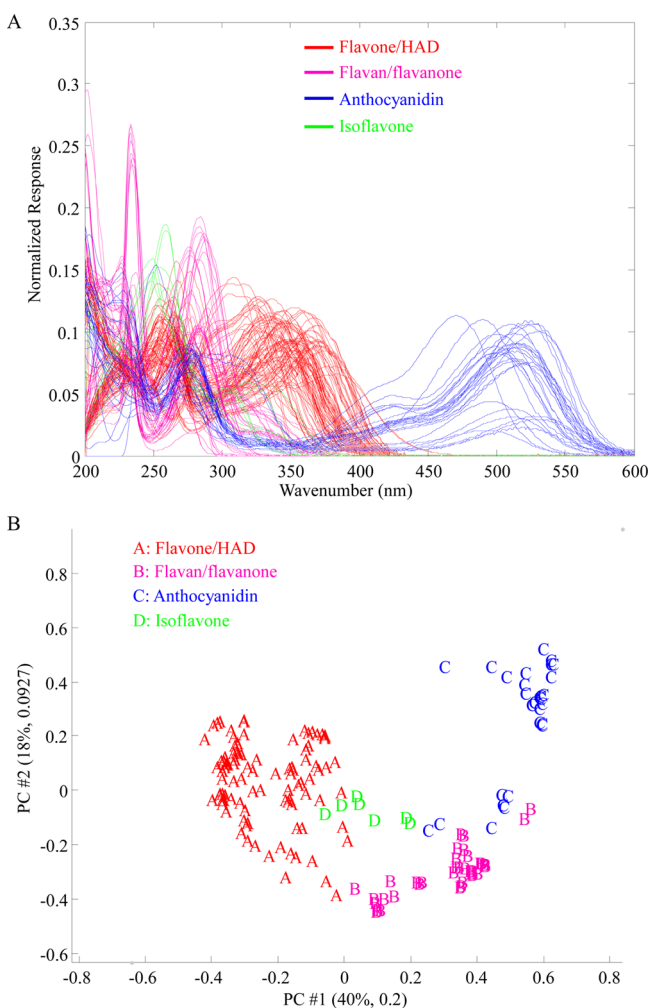 A
0.35
0.3
0.25
0.2
0.15
0.1
0.05
0
Normalized Response
Flavone/HAD
Flavan/flavanone
Anthocyanidin
Isoflavone
200 250 300 350 400 450 500 550 600
Wavenumber (nm)
B
A: Flavone/HAD
B: Flavan/flavanone
C: Anthocyanidin
D: Isoflavone
0.8
0.6
0.4
0.2
0
-0.2
-0.4
-0.6
PC #2 (18%, 0.0927)
-0.8 -0.6 -0.4 -0.2 0 0.2 0.4 0.6 0.8
PC #1 (40%, 0.2)